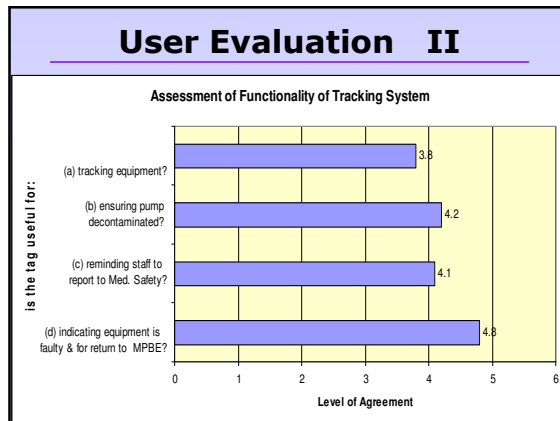 User Evaluation II
Assessment of Functionality of Tracking System
is the tag useful for:
(a) tracking equipment?
3.8
(b) ensuring pump
decontaminated?
4.2
(c) reminding staff to
report to Med. Safety?
4.1
(d) indicating equipment is
faulty & for return to MPBE?
4.8
0 1 2 3 4 5 6
Level of Agreement